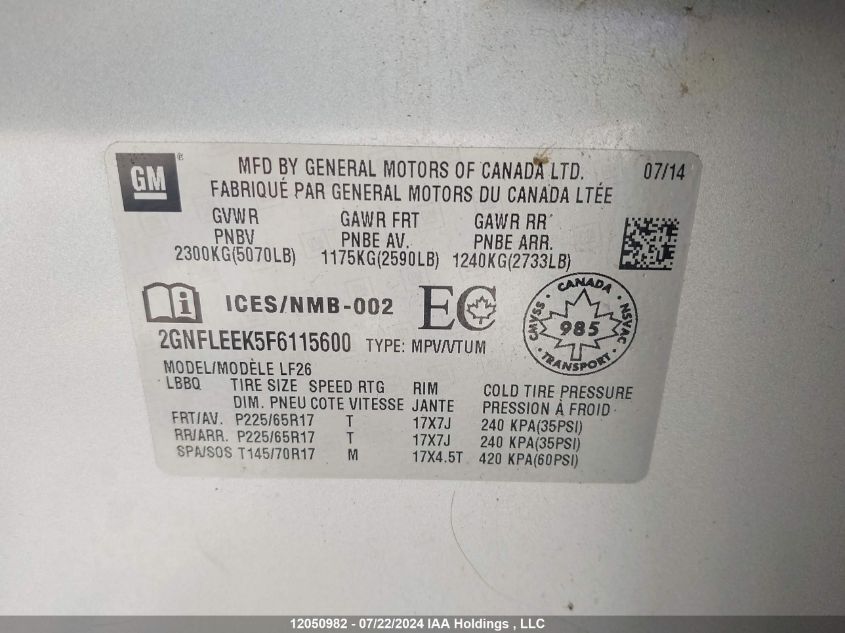 GM ®
MFD BY GENERAL MOTORS OF CANADA LTD. 07/14
FABRIQUÉ PAR GENERAL MOTORS DU CANADA LTÉE
GVWR GAWR FRT GAWR RR
PNBV PNBE AV. PNBE ARR.
2300KG(5070LB) 1175KG(2590LB) 1240KG(2733LB)
i ICES/NMB-002 EC
CANADA
CMVSS 985 NSVAC
TRANSPORT
2GNFLEEK5F6115600 TYPE: MPV/VTUM
MODEL/MODÈLE LF26
LBBQ TIRE SIZE SPEED RTG RIM COLD TIRE PRESSURE
DIM. PNEU COTE VITESSE JANTE PRESSION À FROID
FRT/AV. P225/65R17 T 17X7J 240 KPA(35PSI)
RR/ARR. P225/65R17 T 17X7J 240 KPA(35PSI)
SPA/SOS T145/70R17 M 17X4.5T 420 KPA(60PSI)
12050982 - 07/22/2024 IAA Holdings , LLC